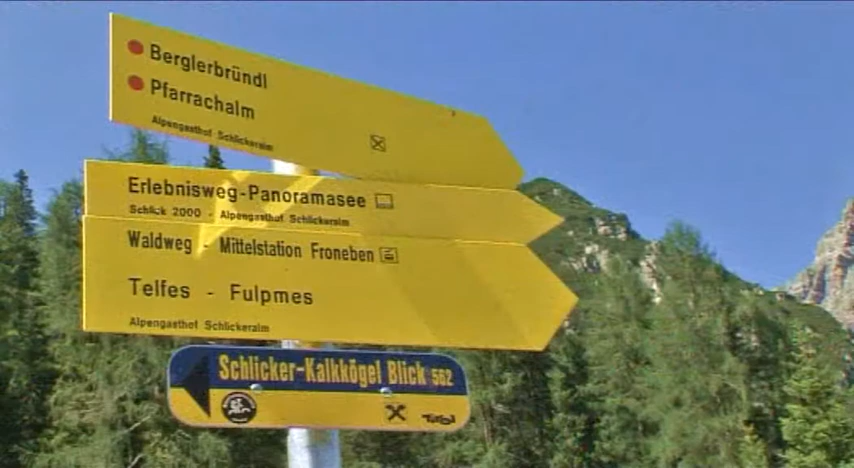 Berglerbründl
Pfarrachalm
Alpengasthof Schlickeralm
Erlebnisweg-Panoramasee
Schlick 2000 - Alpengasthof Schlickeralm
Waldweg - Mittelstation Froneben
Telfes - Fulpmes
Alpengasthof Schlickeralm
Schlicker-Kalkkögel Blick 562
Tirol